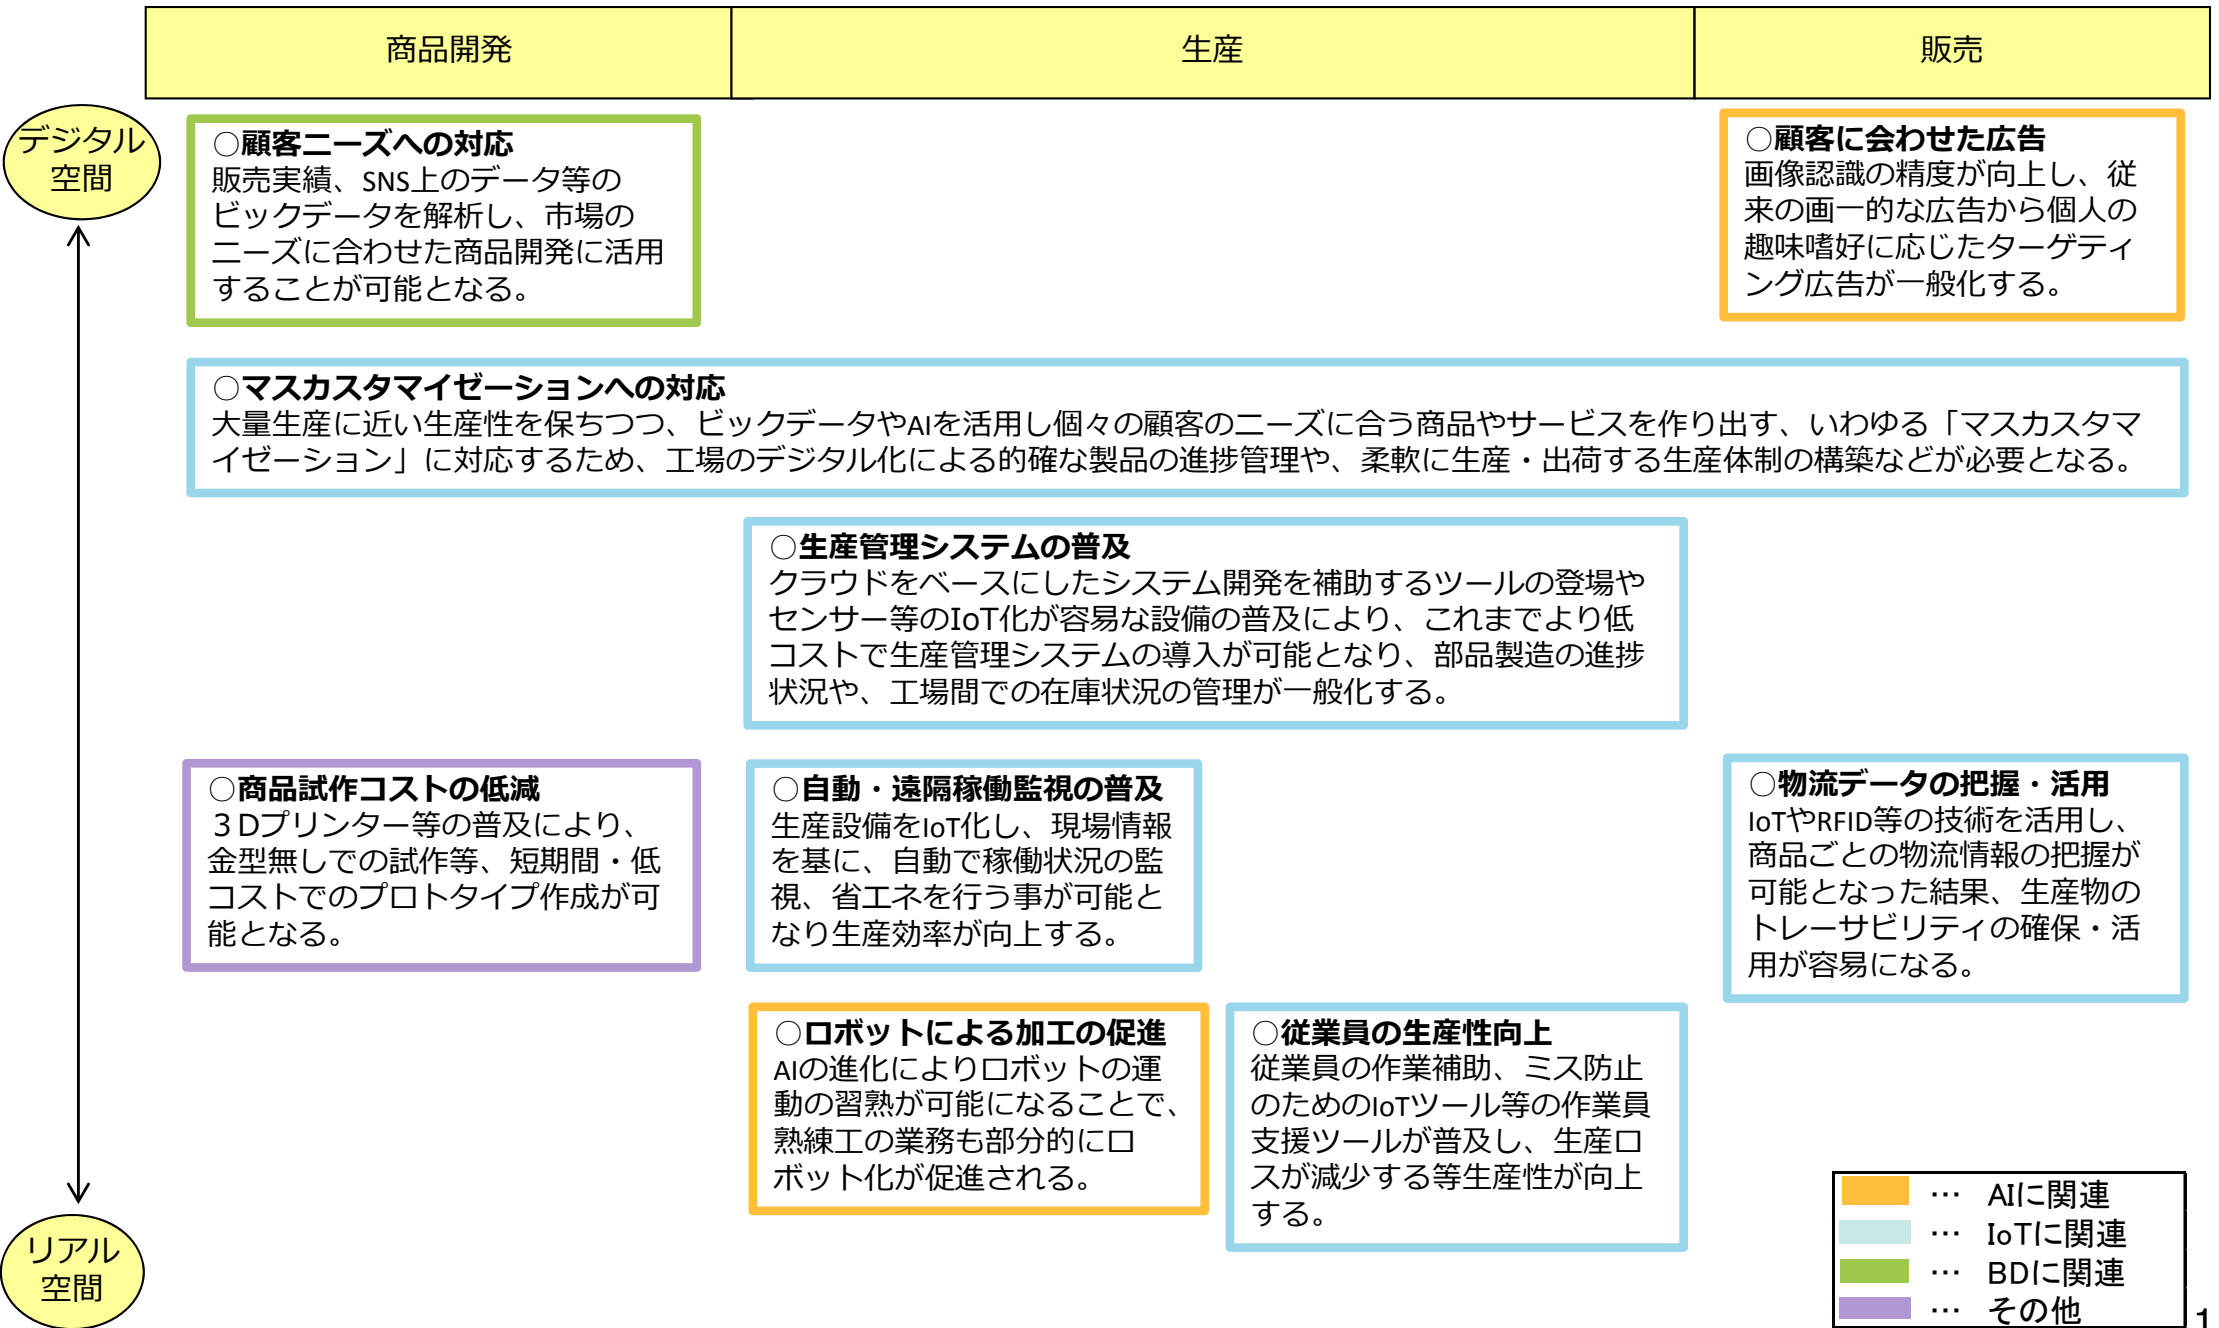 商品開発
生産
販売
デジタル
空間
○顧客ニーズへの対応
販売実績、SNS上のデータ等の
ビックデータを解析し、市場の
ニーズに合わせた商品開発に活用
することが可能となる。
○顧客に会わせた広告
画像認識の精度が向上し、従
来の画一的な広告から個人の
趣味嗜好に応じたターゲティ
ング広告が一般化する。
○マスカスタマイゼーションへの対応
大量生産に近い生産性を保ちつつ、ビックデータやAIを活用し個々の顧客のニーズに合う商品やサービスを作り出す、いわゆる「マスカスタマ
イゼーション」に対応するため、工場のデジタル化による的確な製品の進捗管理や、柔軟に生産・出荷する生産体制の構築などが必要となる。
○生産管理システムの普及
クラウドをベースにしたシステム開発を補助するツールの登場や
センサー等のIoT化が容易な設備の普及により、これまでより低
コストで生産管理システムの導入が可能となり、部品製造の進捗
状況や、工場間での在庫状況の管理が一般化する。
○商品試作コストの低減
３Dプリンター等の普及により、
金型無しでの試作等、短期間・低
コストでのプロトタイプ作成が可
能となる。
○自動・遠隔稼働監視の普及
生産設備をIoT化し、現場情報
を基に、自動で稼働状況の監
視、省エネを行う事が可能と
なり生産効率が向上する。
○物流データの把握・活用
IoTやRFID等の技術を活用し、
商品ごとの物流情報の把握が
可能となった結果、生産物の
トレーサビリティの確保・活
用が容易になる。
○ロボットによる加工の促進
AIの進化によりロボットの運
動の習熟が可能になることで、
熟練工の業務も部分的にロ
ボット化が促進される。
○従業員の生産性向上
従業員の作業補助、ミス防止
のためのIoTツール等の作業員
支援ツールが普及し、生産ロ
スが減少する等生産性が向上
する。
リアル
空間
… AIに関連
… IoTに関連
… BDに関連
… その他
1